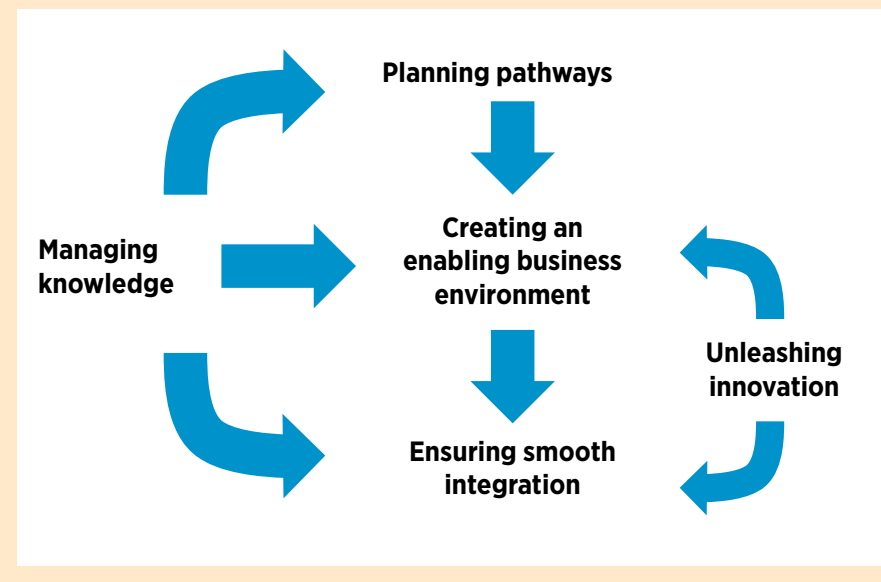 Planning pathways
Managing
knowledge
Creating an
enabling business
environment
Unleashing
innovation
Ensuring smooth
integration